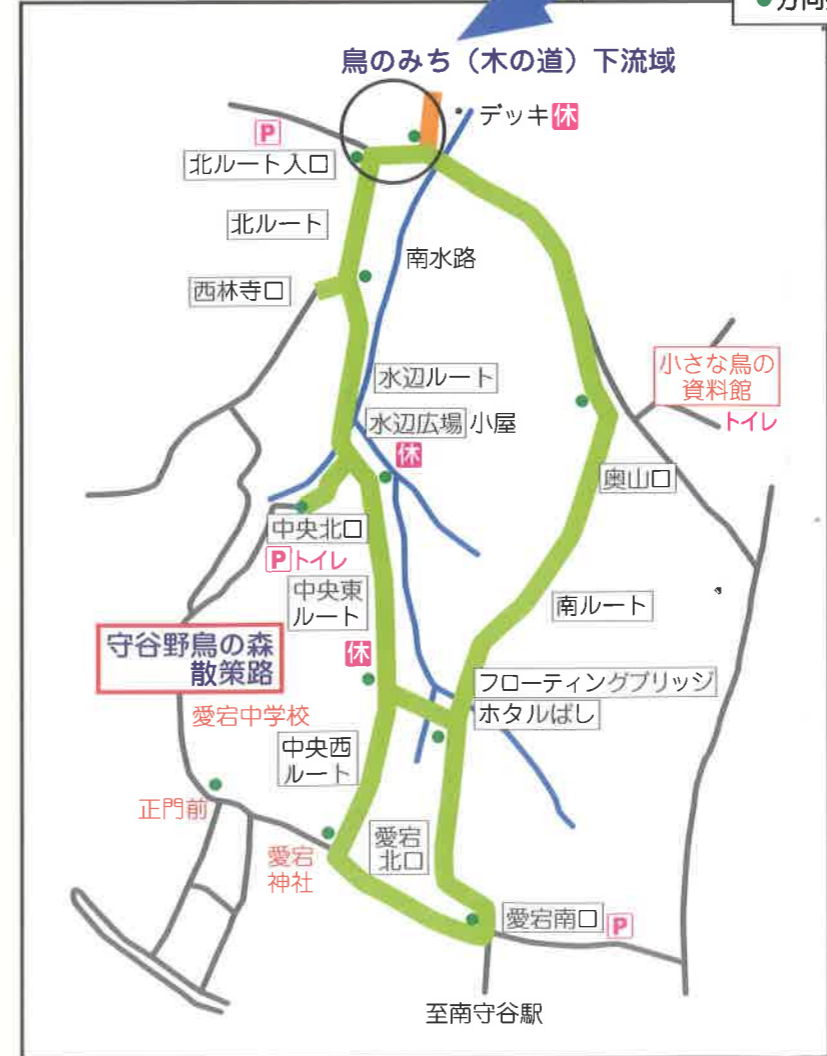 ●方向
鳥のみち（木の道）下流域
デッキ 休
P
北ルート入口
北ルート
南水路
西林寺口
小さな鳥の
資料館
トイレ
水辺ルート
水辺広場 小屋
休
奥山口
中央北口
P トイレ
中央東
ルート
南ルート
守谷野鳥の森
散策路
休
フローティングブリッジ
ホタルばし
愛宕中学校
中央西
ルート
正門前
愛宕
北口
愛宕
神社
愛宕南口 P
至南守谷駅